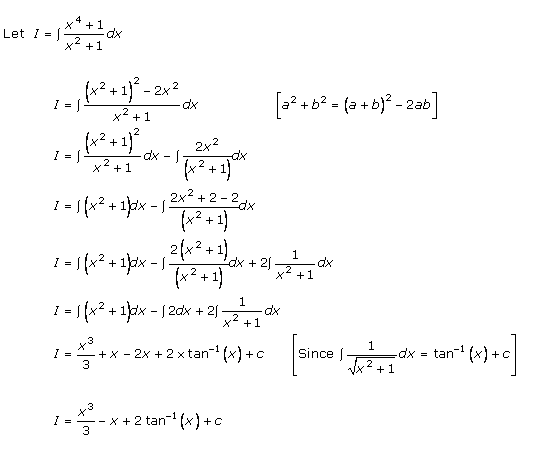 Let I = ∫ (x⁴ + 1)/(x² + 1) dx
I = ∫ ((x² + 1)² − 2x²)/(x² + 1) dx [a² + b² = (a + b)² − 2ab]
I = ∫ (x² + 1)²/(x² + 1) dx − ∫ 2x²/(x² + 1) dx
I = ∫ (x² + 1)dx − ∫ (2x² + 2 − 2)/(x² + 1) dx
I = ∫ (x² + 1)dx − ∫ 2(x² + 1)/(x² + 1) dx + 2∫ 1/(x² + 1) dx
I = ∫ (x² + 1)dx − ∫ 2dx + 2∫ 1/(x² + 1) dx
I = x³/3 + x − 2x + 2 × tan⁻¹ (x) + c [Since ∫ 1/√(x² + 1) dx = tan⁻¹ (x) + c]
I = x³/3 − x + 2 tan⁻¹ (x) + c